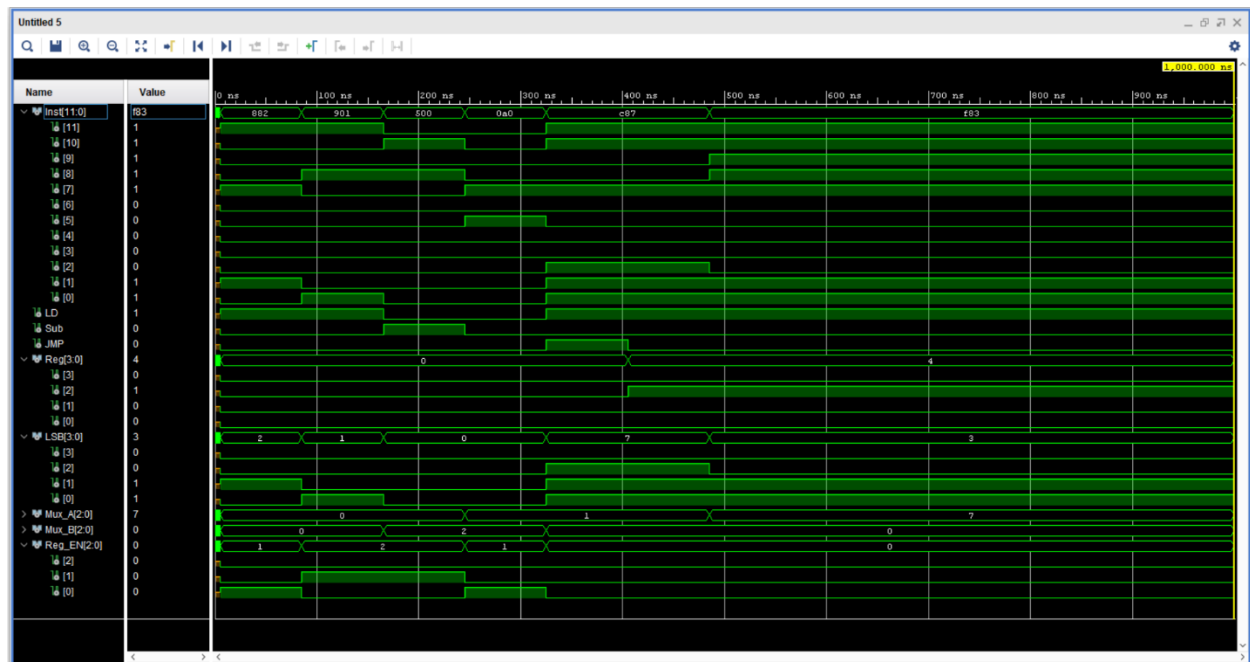 Untitled 5
1,000.000 ns
Name Value
0 ns 100 ns 200 ns 300 ns 400 ns 500 ns 600 ns 700 ns 800 ns 900 ns
Inst[11:0] f83 882 901 500 0a0 c87 f83
[11] 1
[10] 1
[9] 1
[8] 1
[7] 1
[6] 0
[5] 0
[4] 0
[3] 0
[2] 0
[1] 1
[0] 1
LD 1
Sub 0
JMP 0
Reg[3:0] 4 0 4
[3] 0
[2] 1
[1] 0
[0] 0
LSB[3:0] 3 2 1 0 7 3
[3] 0
[2] 0
[1] 1
[0] 1
Mux_A[2:0] 7 0 1 7
Mux_B[2:0] 0 0 2 0
Reg_EN[2:0] 0 1 2 1 0
[2] 0
[1] 0
[0] 0